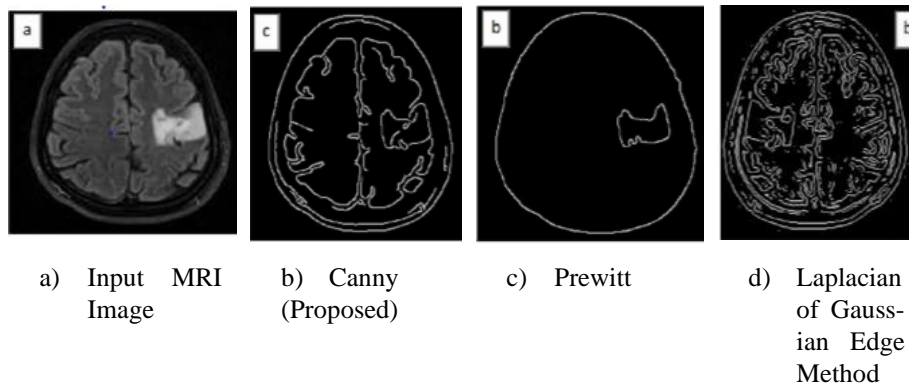 a
c
b
b
a) Input MRI
Image
b) Canny
(Proposed)
c) Prewitt
d) Laplacian
of Gauss-
ian Edge
Method